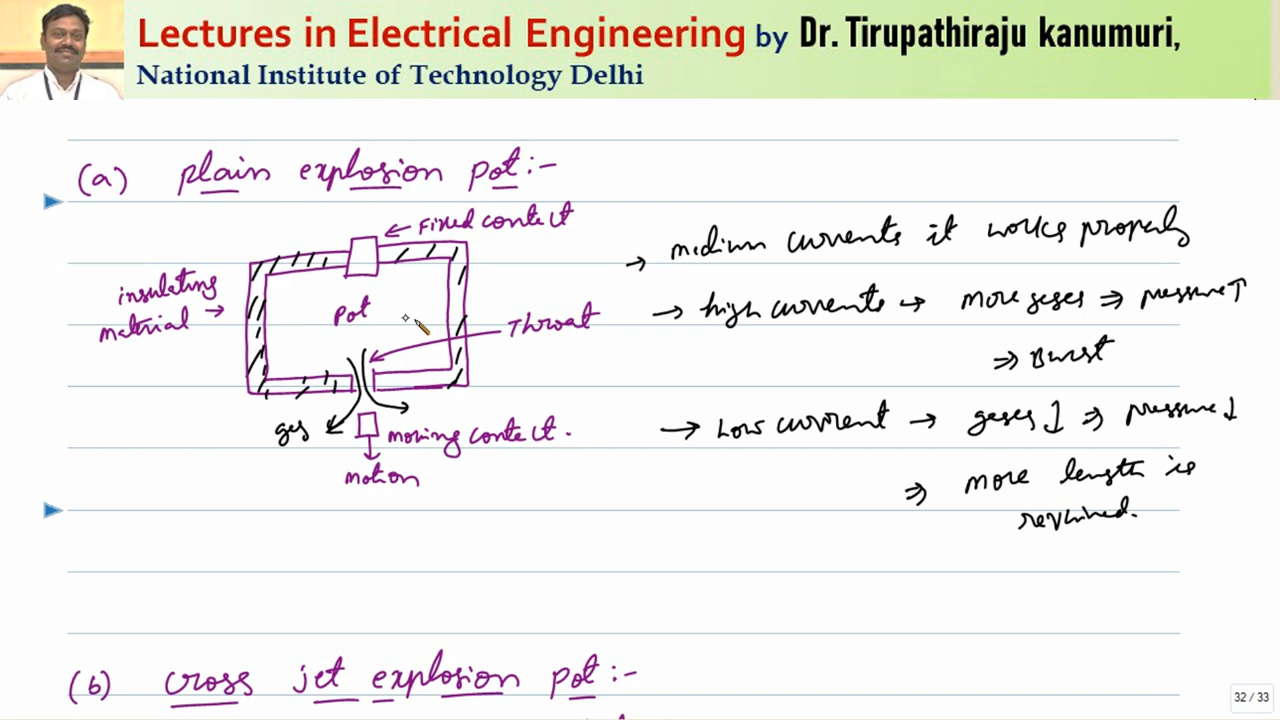 Lectures in Electrical Engineering by Dr. Tirupathiraju kanumuri,
National Institute of Technology Delhi
(a) plain explosion pot:-
← Fixed contact
insulating
material →
pot
Throat
gas
moving contact.
motion
→ medium currents it works properly
→ high currents → more gases ⇒ pressure↑
⇒ Burst
→ Low current → gases↓ ⇒ pressure↓
⇒ more length is
required.
(b) cross jet explosion pot:-
32 / 33